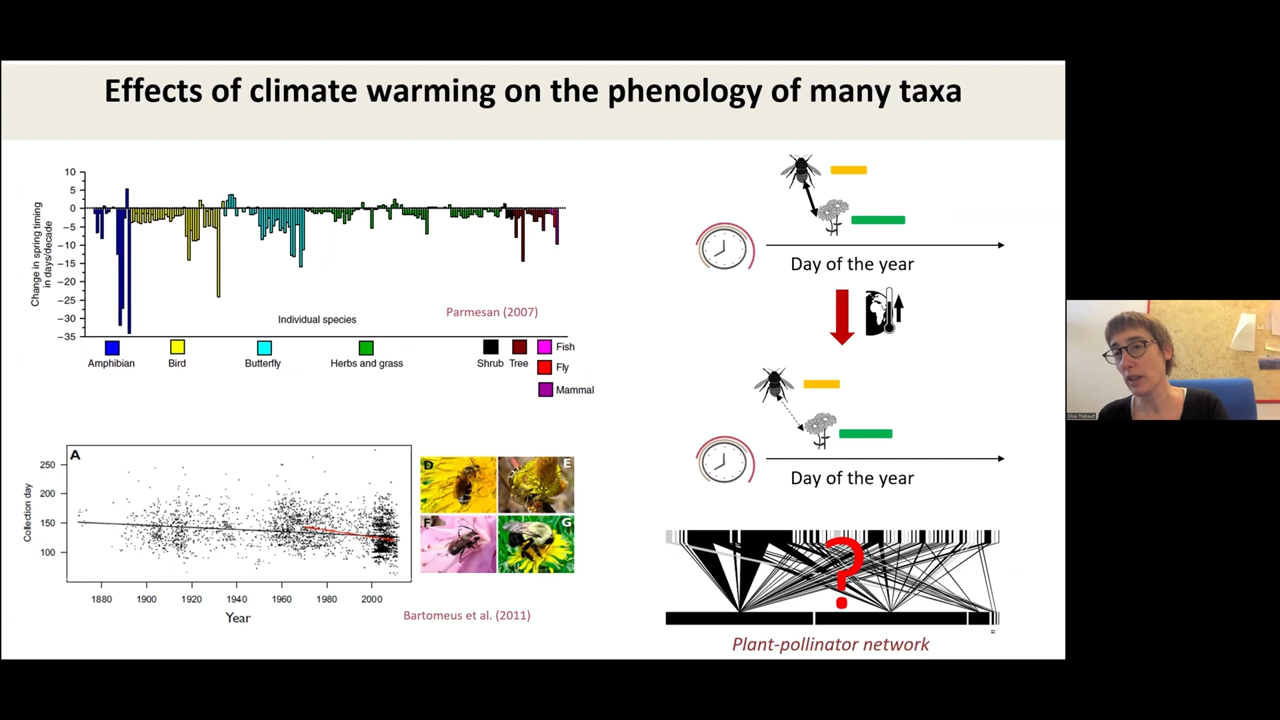 Effects of climate warming on the phenology of many taxa
Change in spring timing
in days/decade
10
5
0
−5
−10
−15
−20
−25
−30
−35
Individual species
Parmesan (2007)
Amphibian
Bird
Butterfly
Herbs and grass
Shrub
Tree
Fish
Fly
Mammal
Day of the year
Day of the year
A
Collection day
250
200
150
100
1880
1900
1920
1940
1960
1980
2000
Year
D
E
F
G
Bartomeus et al. (2011)
?
Plant-pollinator network
Elisa Thébault